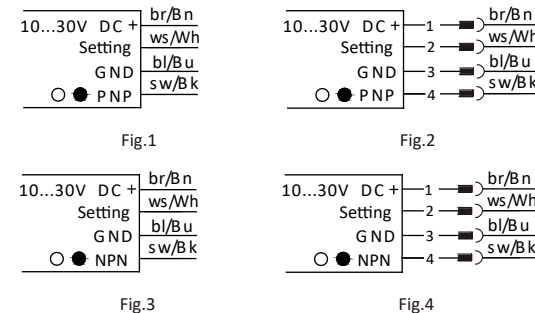 10...30V DC + br/Bn
Setting ws/Wh
GND bl/Bu
PNP sw/Bk
Fig.1
10...30V DC + 1 br/Bn
Setting 2 ws/Wh
GND 3 bl/Bu
PNP 4 sw/Bk
Fig.2
10...30V DC + br/Bn
Setting ws/Wh
GND bl/Bu
NPN sw/Bk
Fig.3
10...30V DC + 1 br/Bn
Setting 2 ws/Wh
GND 3 bl/Bu
NPN 4 sw/Bk
Fig.4